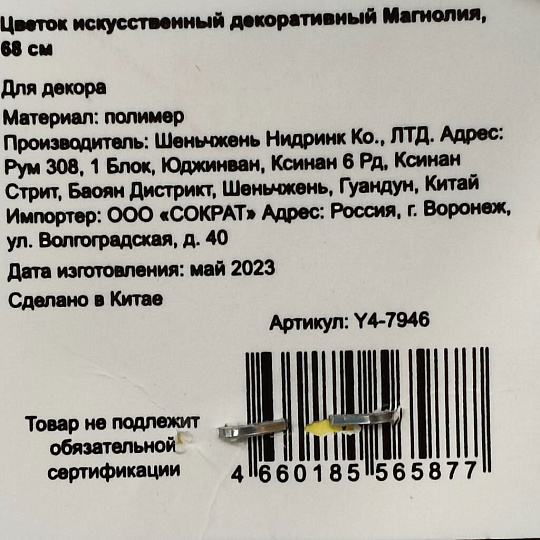 Цветок искусственный декоративный Магнолия,
68 см
Для декора
Материал: полимер
Производитель: Шеньчжень Нидринк Ко., ЛТД. Адрес:
Рум 308, 1 Блок, Юджинван, Ксинан 6 Рд, Ксинан
Стрит, Баоян Дистрикт, Шеньчжень, Гуандун, Китай
Импортер: ООО «СОКРАТ» Адрес: Россия, г. Воронеж,
ул. Волгоградская, д. 40
Дата изготовления: май 2023
Сделано в Китае
Артикул: Y4-7946
Товар не подлежит
обязательной
сертификации
4 660185 565877